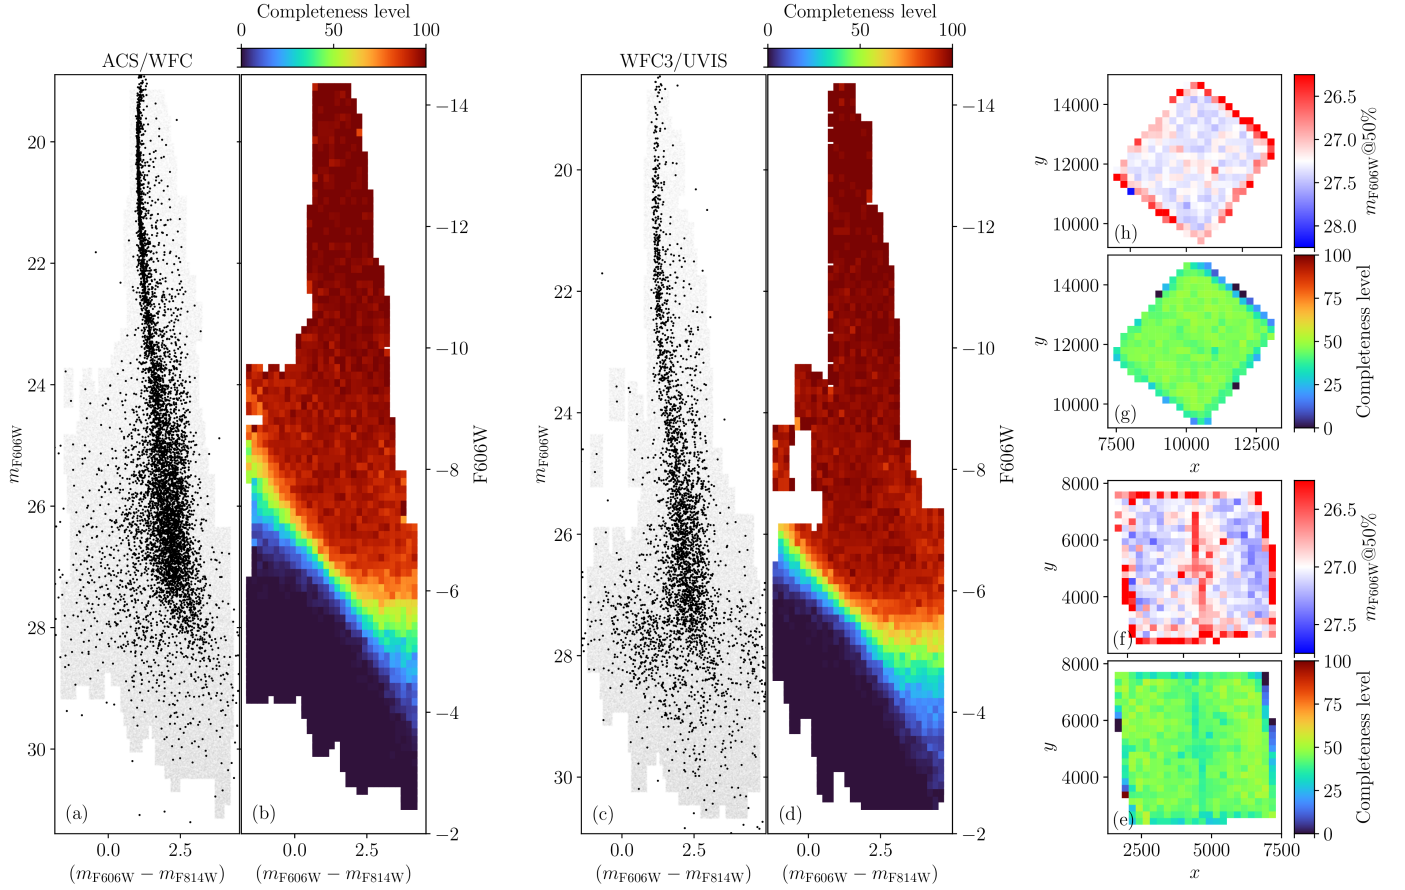 Completeness level
0 50 100
ACS/WFC
20
22
24
26
28
30
m_F606W
(a)
0.0 2.5
(m_F606W − m_F814W)
(b)
0.0 2.5
(m_F606W − m_F814W)
−14
−12
−10
−8
−6
−4
−2
F606W
Completeness level
0 50 100
WFC3/UVIS
20
22
24
26
28
30
m_F606W
(c)
0.0 2.5
(m_F606W − m_F814W)
(d)
0.0 2.5
(m_F606W − m_F814W)
−14
−12
−10
−8
−6
−4
−2
F606W
14000
12000
10000
y
(h)
26.5
27.0
27.5
28.0
m_F606W@50%
14000
12000
10000
y
(g)
7500 10000 12500
x
100
75
50
25
0
Completeness level
8000
6000
4000
y
(f)
26.5
27.0
27.5
m_F606W@50%
8000
6000
4000
y
(e)
2500 5000 7500
x
100
75
50
25
0
Completeness level